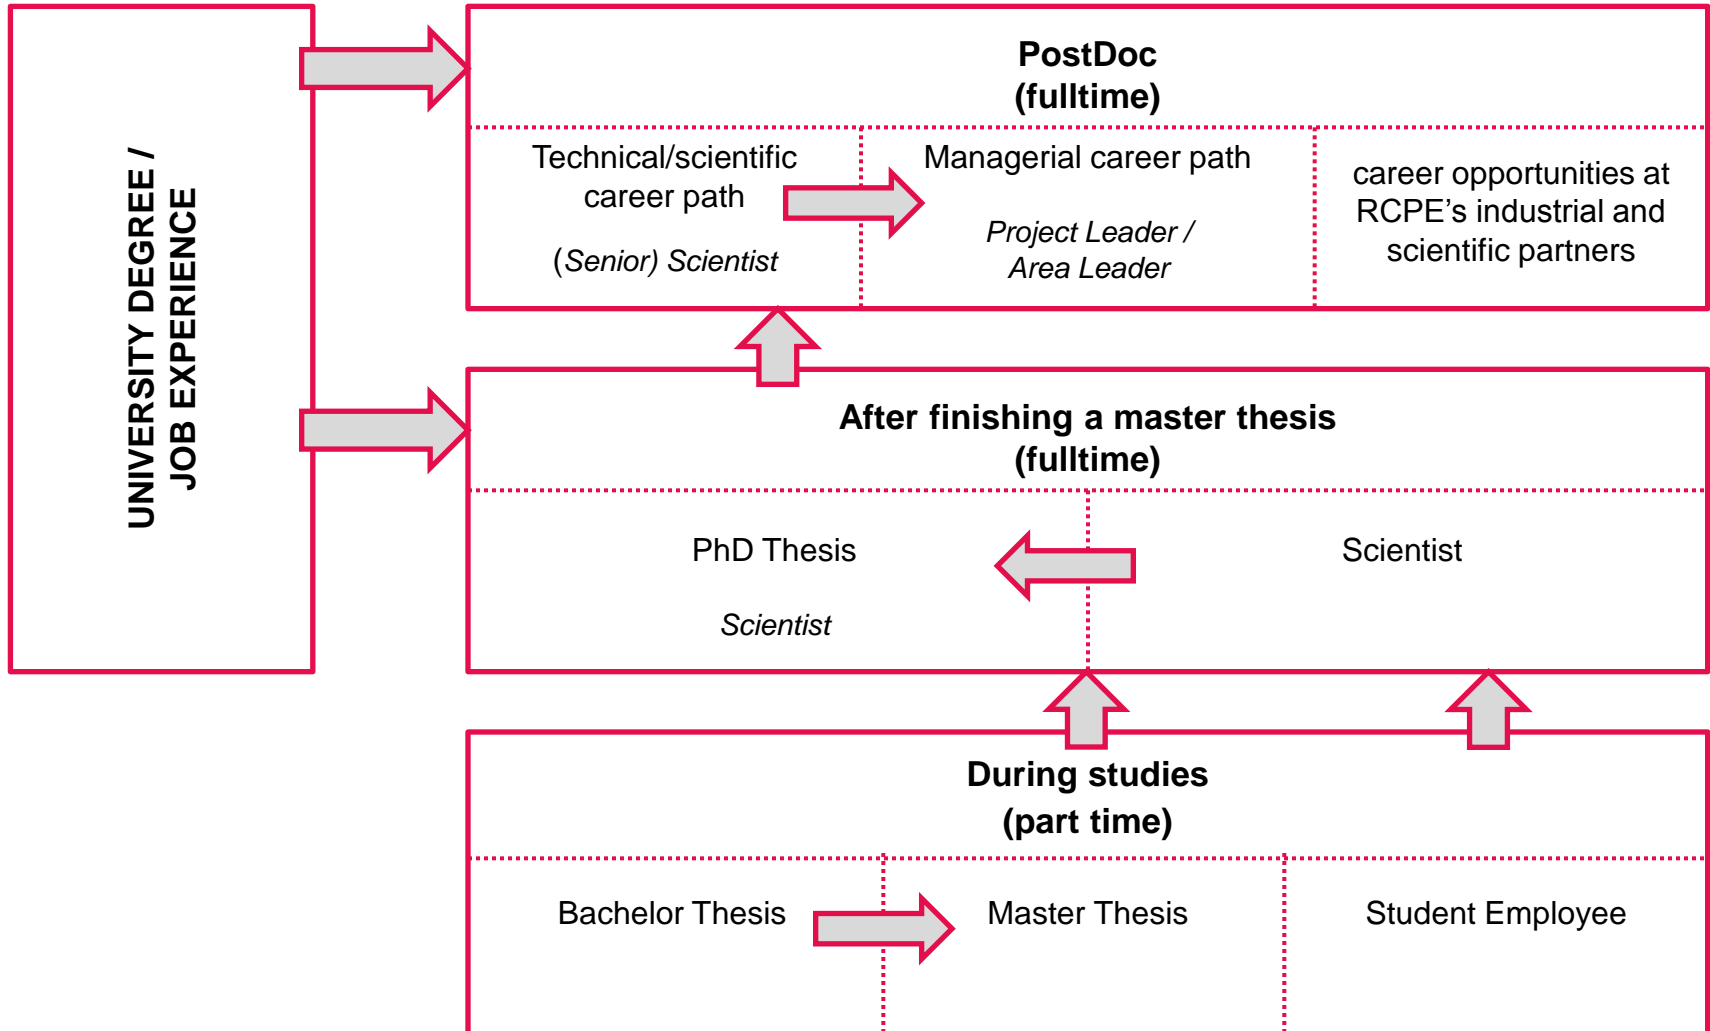 UNIVERSITY DEGREE /
JOB EXPERIENCE
PostDoc
(fulltime)
Technical/scientific
career path
(Senior) Scientist
Managerial career path
Project Leader /
Area Leader
career opportunities at
RCPE’s industrial and
scientific partners
After finishing a master thesis
(fulltime)
PhD Thesis
Scientist
Scientist
During studies
(part time)
Bachelor Thesis
Master Thesis
Student Employee